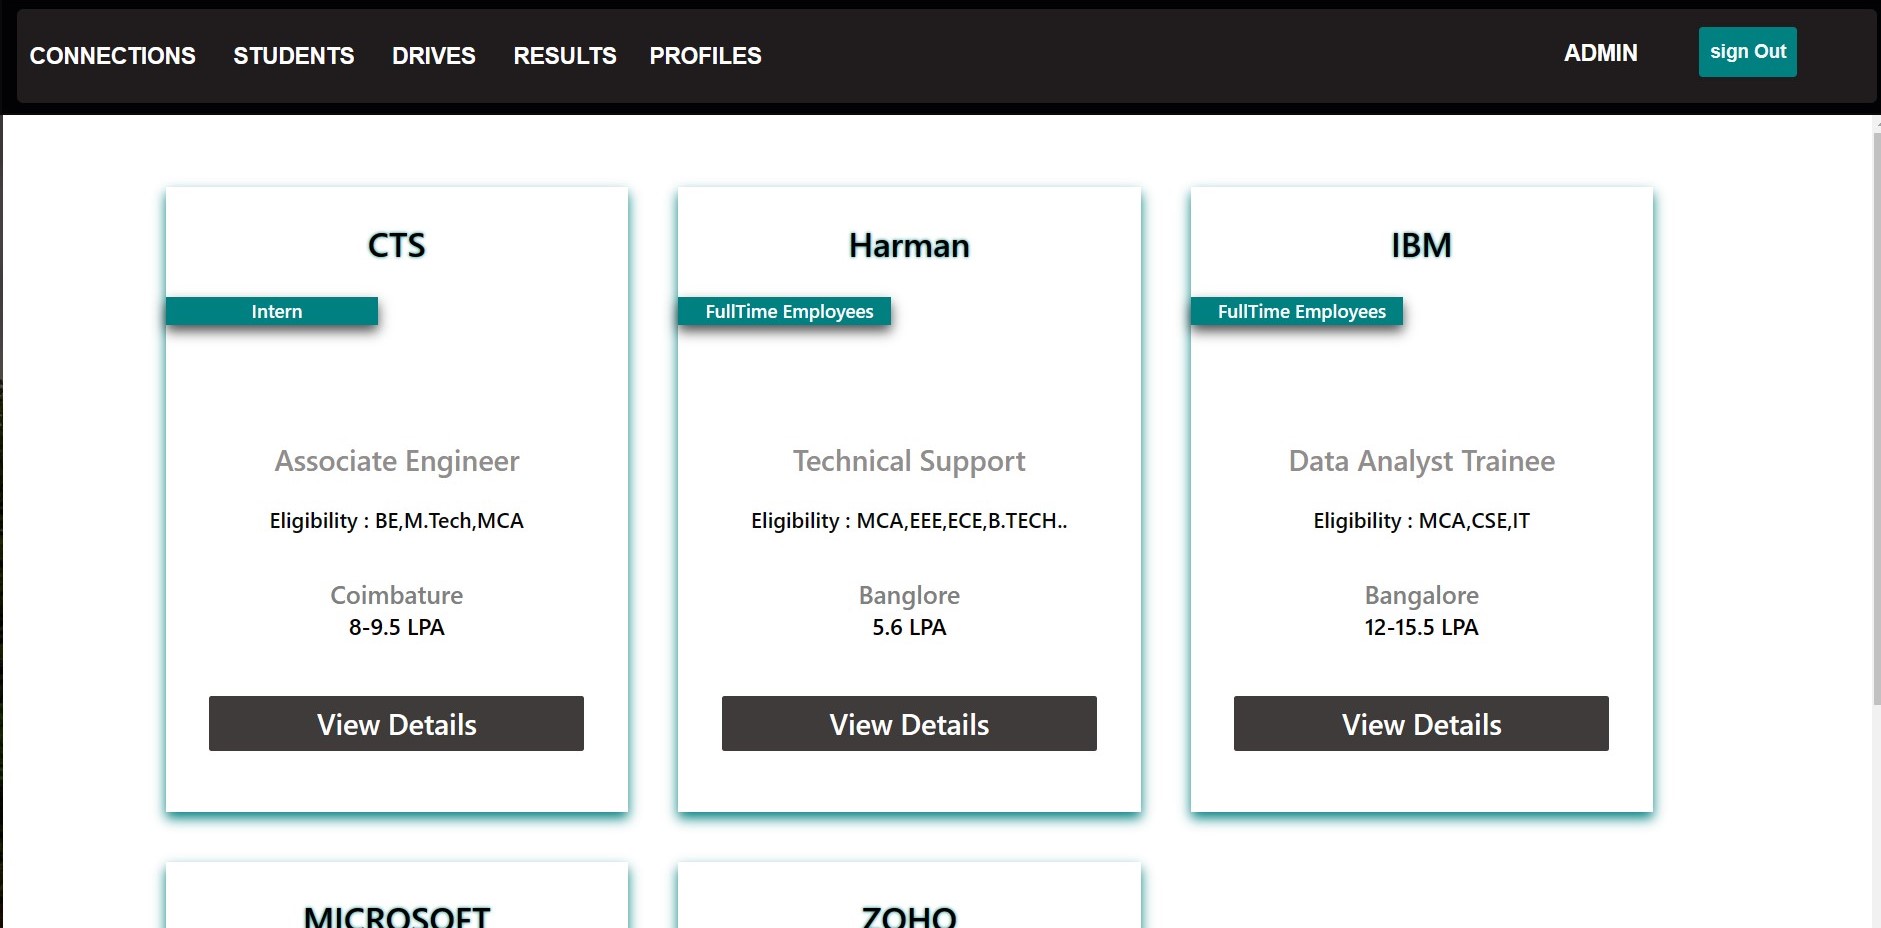 CONNECTIONS STUDENTS DRIVES RESULTS PROFILES ADMIN sign Out
CTS
Intern
Associate Engineer
Eligibility : BE,M.Tech,MCA
Coimbature
8-9.5 LPA
View Details
Harman
FullTime Employees
Technical Support
Eligibility : MCA,EEE,ECE,B.TECH..
Banglore
5.6 LPA
View Details
IBM
FullTime Employees
Data Analyst Trainee
Eligibility : MCA,CSE,IT
Bangalore
12-15.5 LPA
View Details
MICROSOFT
ZOHO